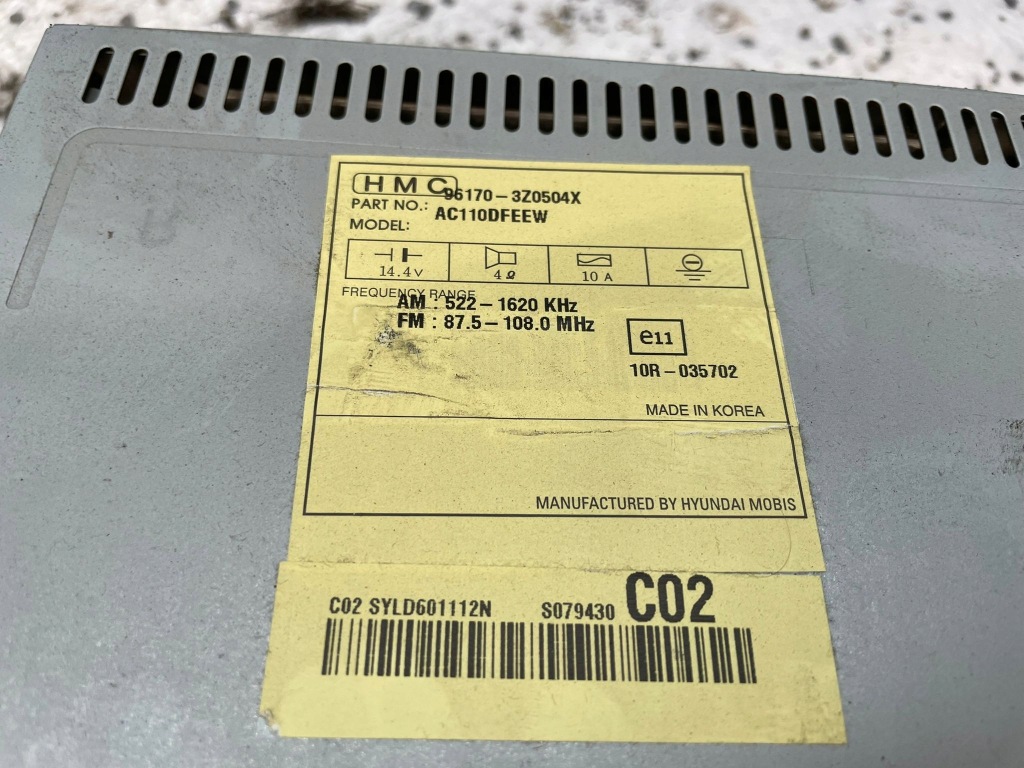 HMC
PART NO.: 96170-3Z0504X
MODEL: AC110DFEEW
14.4V 4Ω 10 A
FREQUENCY RANGE
AM : 522-1620 KHz
FM : 87.5-108.0 MHz
e11
10R-035702
MADE IN KOREA
MANUFACTURED BY HYUNDAI MOBIS
C02 SYLD601112N S079430 C02